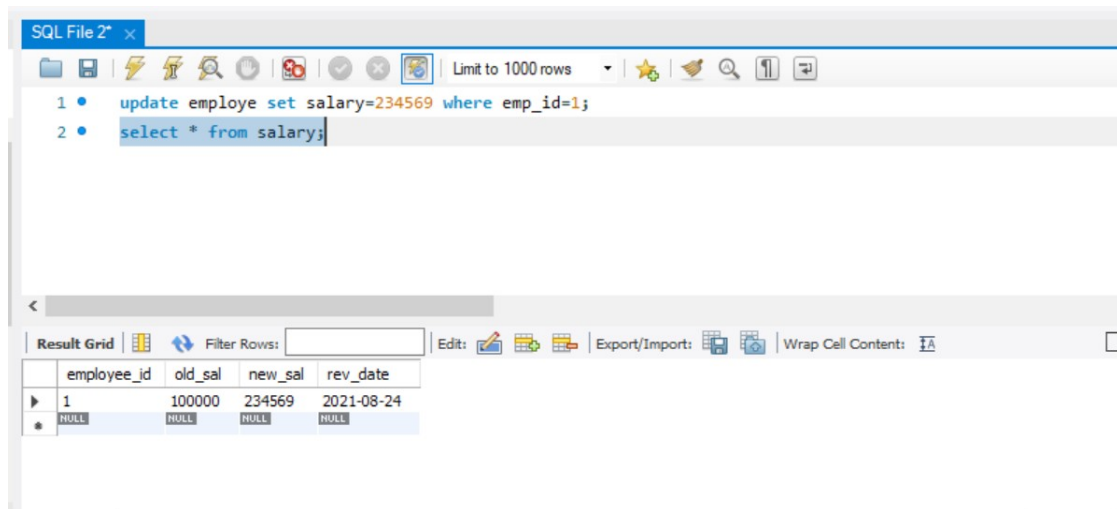 SQL File 2*
Limit to 1000 rows
1 update employe set salary=234569 where emp_id=1;
2 select * from salary;
Result Grid Filter Rows: Edit: Export/Import: Wrap Cell Content:
employee_id old_sal new_sal rev_date
1 100000 234569 2021-08-24
NULL NULL NULL NULL